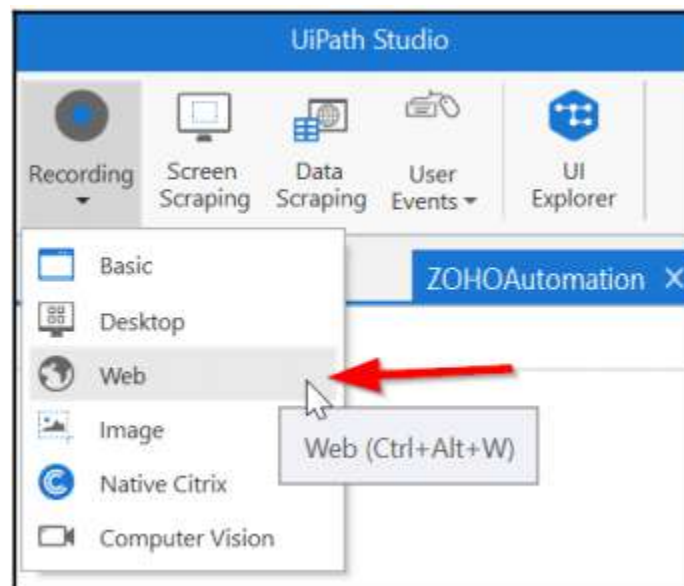 UiPath Studio
Recording
Screen
Scraping
Data
Scraping
User
Events
UI
Explorer
ZOHOAutomation
Basic
Desktop
Web
Image
Web (Ctrl+Alt+W)
Native Citrix
Computer Vision